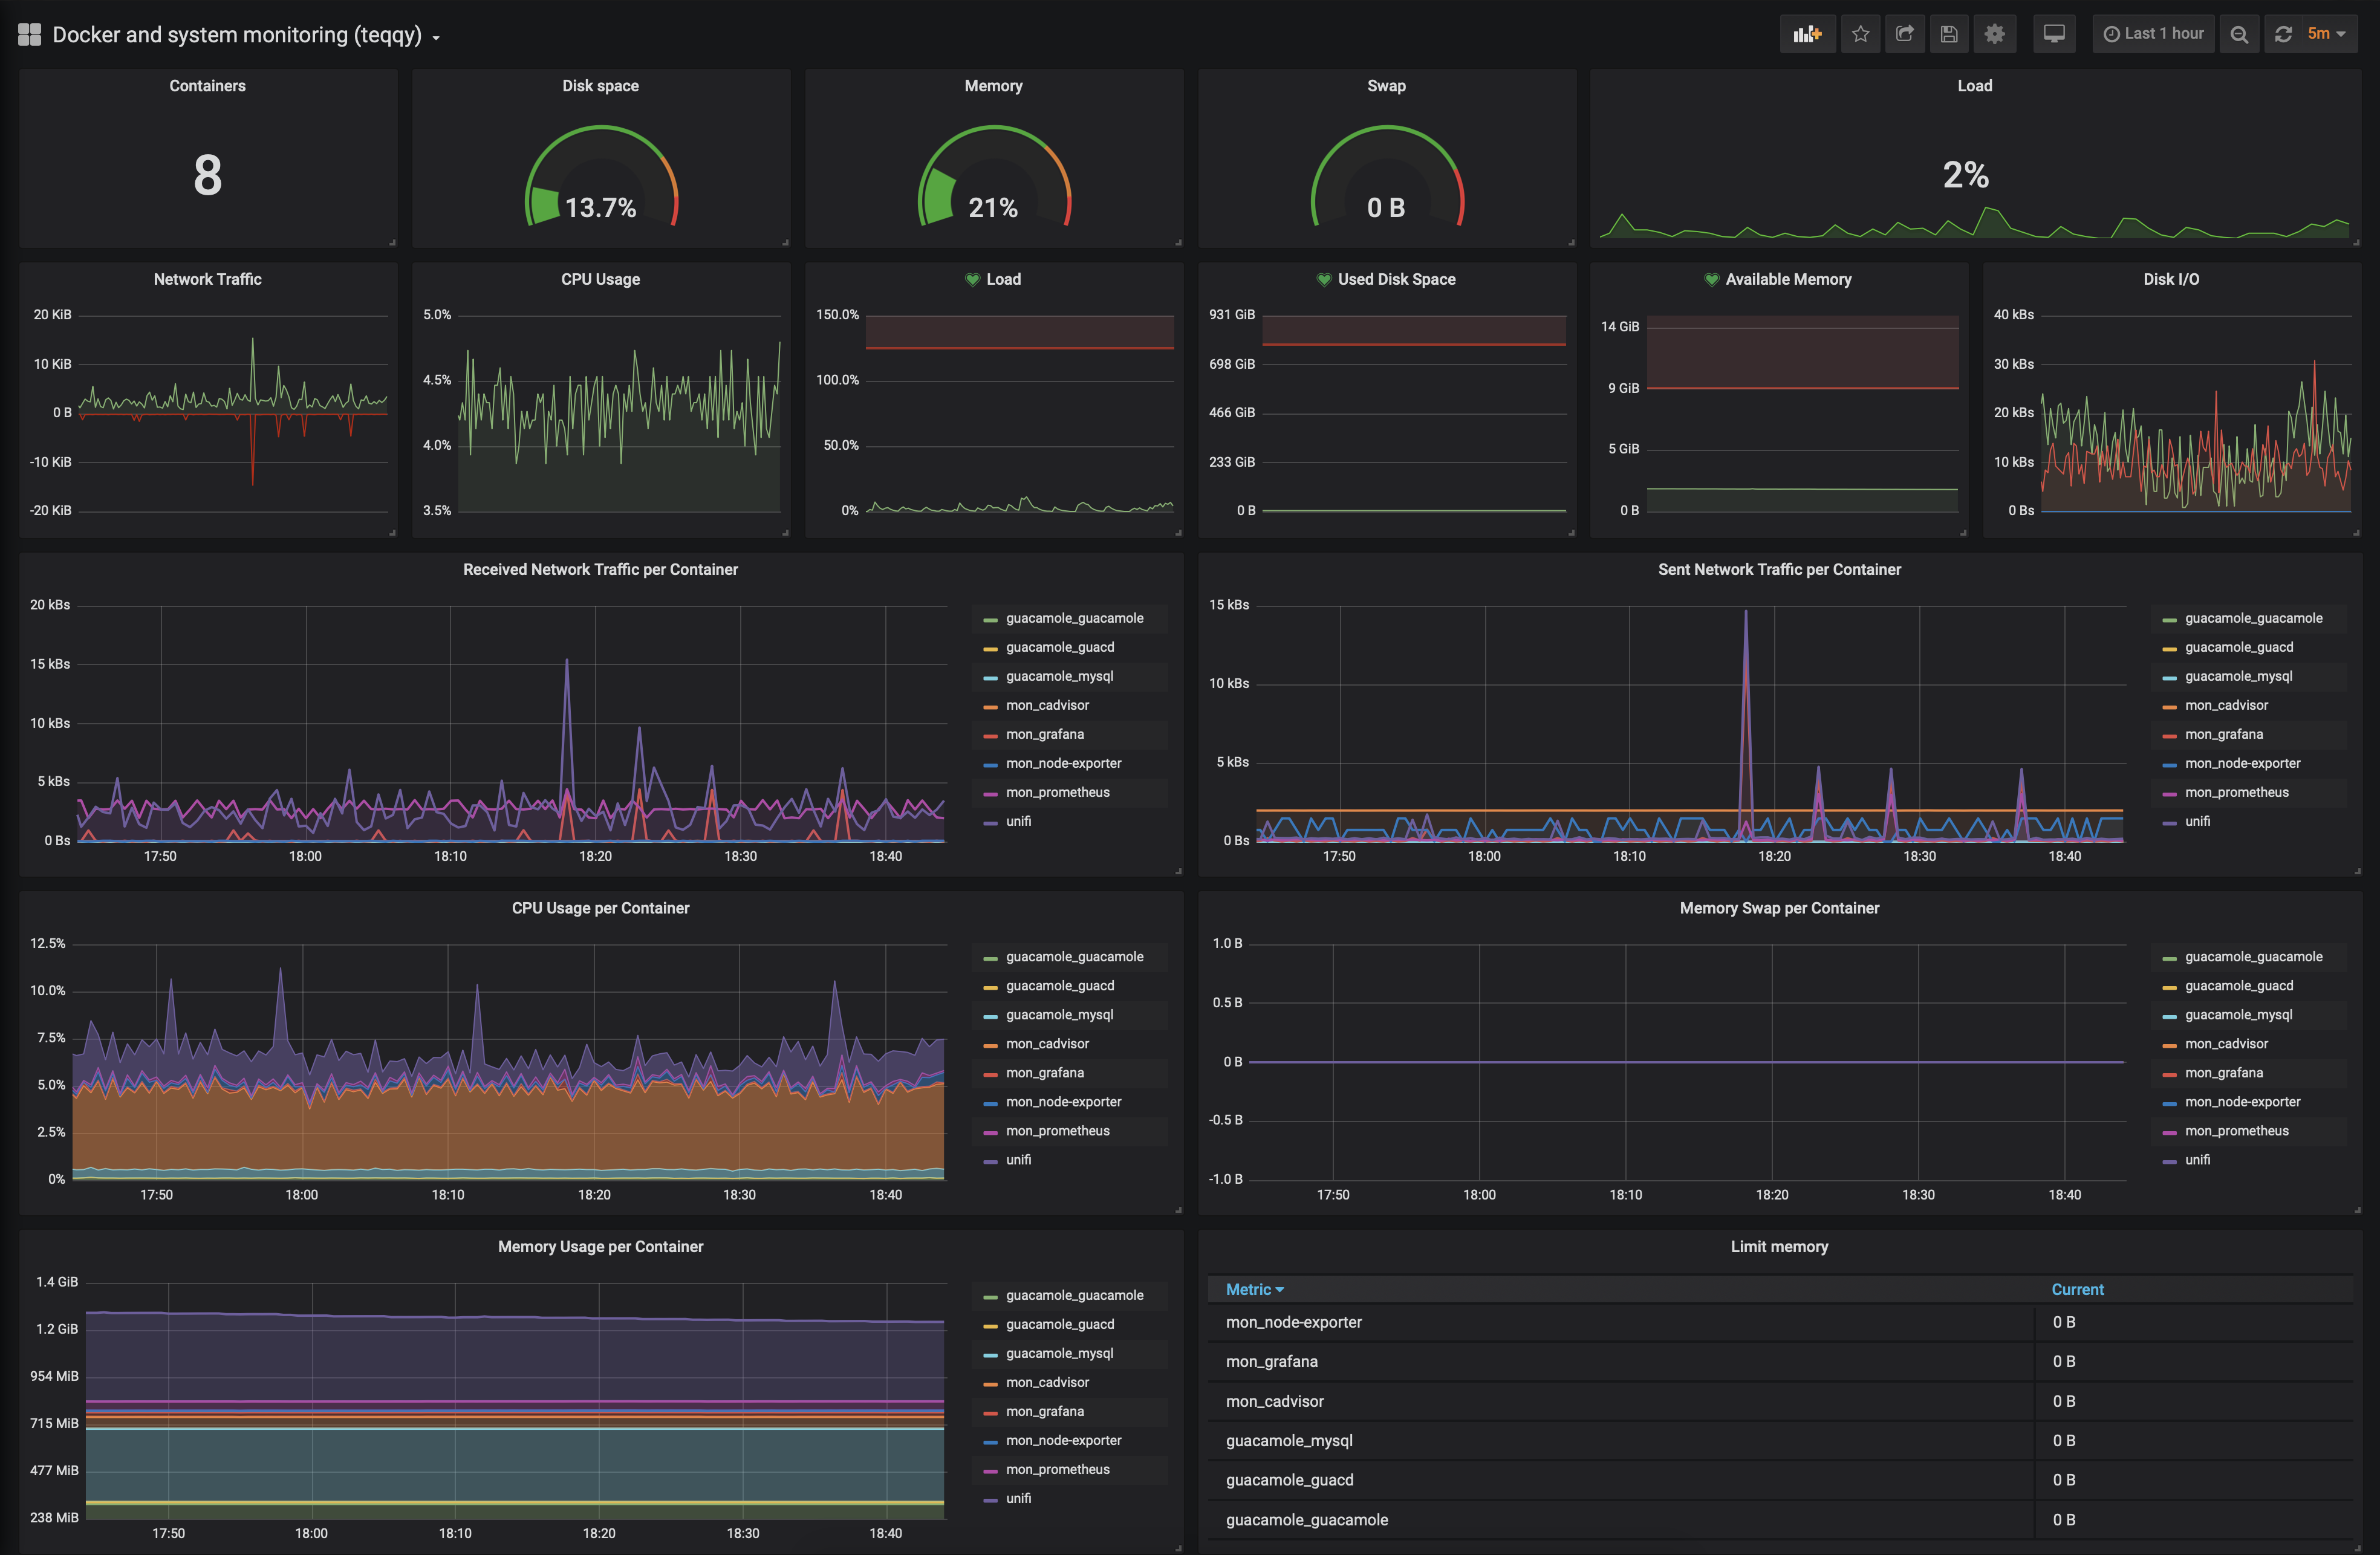 Docker and system monitoring (teqqy)
Last 1 hour
5m
Containers
8
Disk space
13.7%
Memory
21%
Swap
0 B
Load
2%
Network Traffic
20 KiB
10 KiB
0 B
-10 KiB
-20 KiB
CPU Usage
5.0%
4.5%
4.0%
3.5%
Load
150.0%
100.0%
50.0%
0%
Used Disk Space
931 GiB
698 GiB
466 GiB
233 GiB
0 B
Available Memory
14 GiB
9 GiB
5 GiB
0 B
Disk I/O
40 kBs
30 kBs
20 kBs
10 kBs
0 Bs
Received Network Traffic per Container
20 kBs
15 kBs
10 kBs
5 kBs
0 Bs
17:50 18:00 18:10 18:20 18:30 18:40
guacamole_guacamole
guacamole_guacd
guacamole_mysql
mon_cadvisor
mon_grafana
mon_node-exporter
mon_prometheus
unifi
Sent Network Traffic per Container
15 kBs
10 kBs
5 kBs
0 Bs
17:50 18:00 18:10 18:20 18:30 18:40
guacamole_guacamole
guacamole_guacd
guacamole_mysql
mon_cadvisor
mon_grafana
mon_node-exporter
mon_prometheus
unifi
CPU Usage per Container
12.5%
10.0%
7.5%
5.0%
2.5%
0%
17:50 18:00 18:10 18:20 18:30 18:40
guacamole_guacamole
guacamole_guacd
guacamole_mysql
mon_cadvisor
mon_grafana
mon_node-exporter
mon_prometheus
unifi
Memory Swap per Container
1.0 B
0.5 B
0 B
-0.5 B
-1.0 B
17:50 18:00 18:10 18:20 18:30 18:40
guacamole_guacamole
guacamole_guacd
guacamole_mysql
mon_cadvisor
mon_grafana
mon_node-exporter
mon_prometheus
unifi
Memory Usage per Container
1.4 GiB
1.2 GiB
954 MiB
715 MiB
477 MiB
238 MiB
17:50 18:00 18:10 18:20 18:30 18:40
guacamole_guacamole
guacamole_guacd
guacamole_mysql
mon_cadvisor
mon_grafana
mon_node-exporter
mon_prometheus
unifi
Limit memory
Metric Current
mon_node-exporter 0 B
mon_grafana 0 B
mon_cadvisor 0 B
guacamole_mysql 0 B
guacamole_guacd 0 B
guacamole_guacamole 0 B